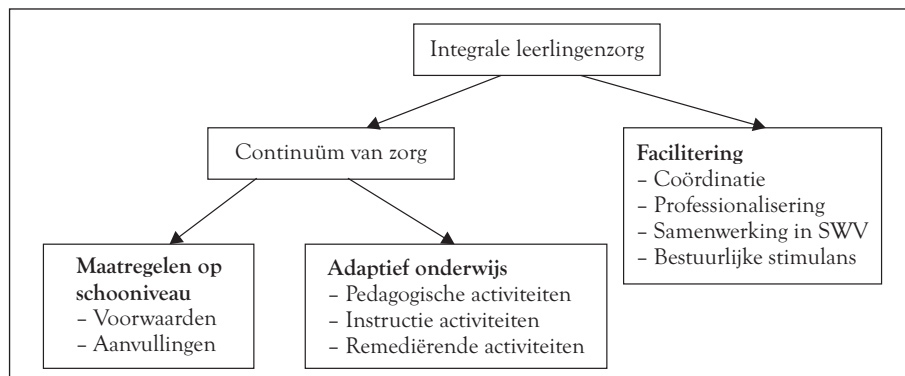 Integrale leerlingenzorg
Continuüm van zorg
Facilitering
– Coördinatie
– Professionalisering
– Samenwerking in SWV
– Bestuurlijke stimulans
Maatregelen op
schooniveau
– Voorwaarden
– Aanvullingen
Adaptief onderwijs
– Pedagogische activiteiten
– Instructie activiteiten
– Remediërende activiteiten